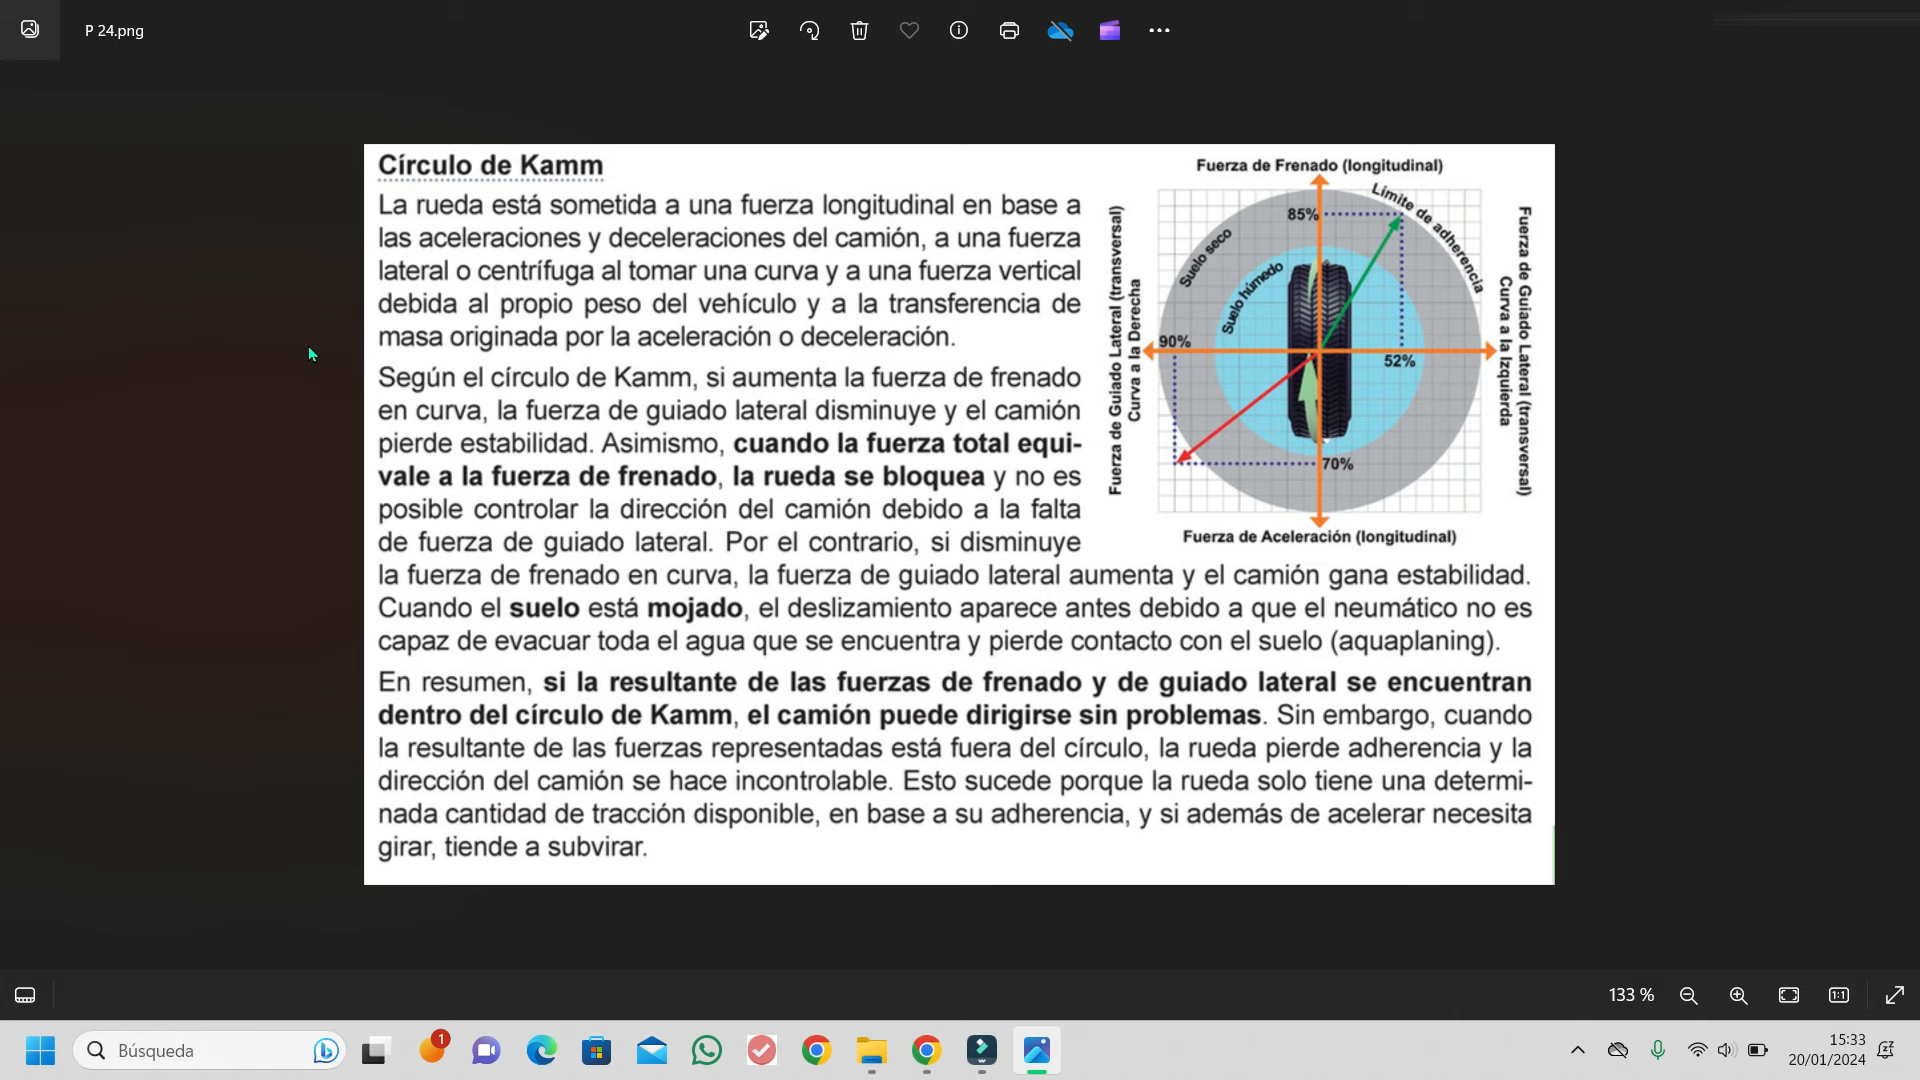 P 24.png
Círculo de Kamm
La rueda está sometida a una fuerza longitudinal en base a
las aceleraciones y deceleraciones del camión, a una fuerza
lateral o centrífuga al tomar una curva y a una fuerza vertical
debida al propio peso del vehículo y a la transferencia de
masa originada por la aceleración o deceleración.
Según el círculo de Kamm, si aumenta la fuerza de frenado
en curva, la fuerza de guiado lateral disminuye y el camión
pierde estabilidad. Asimismo, cuando la fuerza total equi-
vale a la fuerza de frenado, la rueda se bloquea y no es
posible controlar la dirección del camión debido a la falta
de fuerza de guiado lateral. Por el contrario, si disminuye
la fuerza de frenado en curva, la fuerza de guiado lateral aumenta y el camión gana estabilidad.
Cuando el suelo está mojado, el deslizamiento aparece antes debido a que el neumático no es
capaz de evacuar toda el agua que se encuentra y pierde contacto con el suelo (aquaplaning).
En resumen, si la resultante de las fuerzas de frenado y de guiado lateral se encuentran
dentro del círculo de Kamm, el camión puede dirigirse sin problemas. Sin embargo, cuando
la resultante de las fuerzas representadas está fuera del círculo, la rueda pierde adherencia y la
dirección del camión se hace incontrolable. Esto sucede porque la rueda solo tiene una determi-
nada cantidad de tracción disponible, en base a su adherencia, y si además de acelerar necesita
girar, tiende a subvirar.
Fuerza de Frenado (longitudinal)
Límite de adherencia
85%
Suelo seco
Suelo húmedo
90%
52%
70%
Fuerza de Guiado Lateral (transversal)
Curva a la Derecha
Fuerza de Guiado Lateral (transversal)
Curva a la Izquierda
Fuerza de Aceleración (longitudinal)
133 %
1:1
Búsqueda
1
15:33
20/01/2024